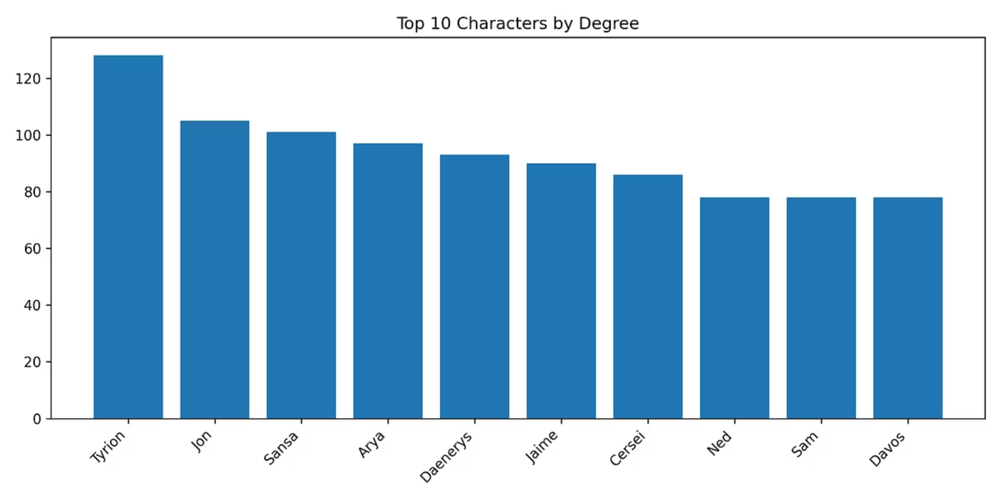 Top 10 Characters by Degree
120
100
80
60
40
20
0
Tyrion
Jon
Sansa
Arya
Daenerys
Jaime
Cersei
Ned
Sam
Davos